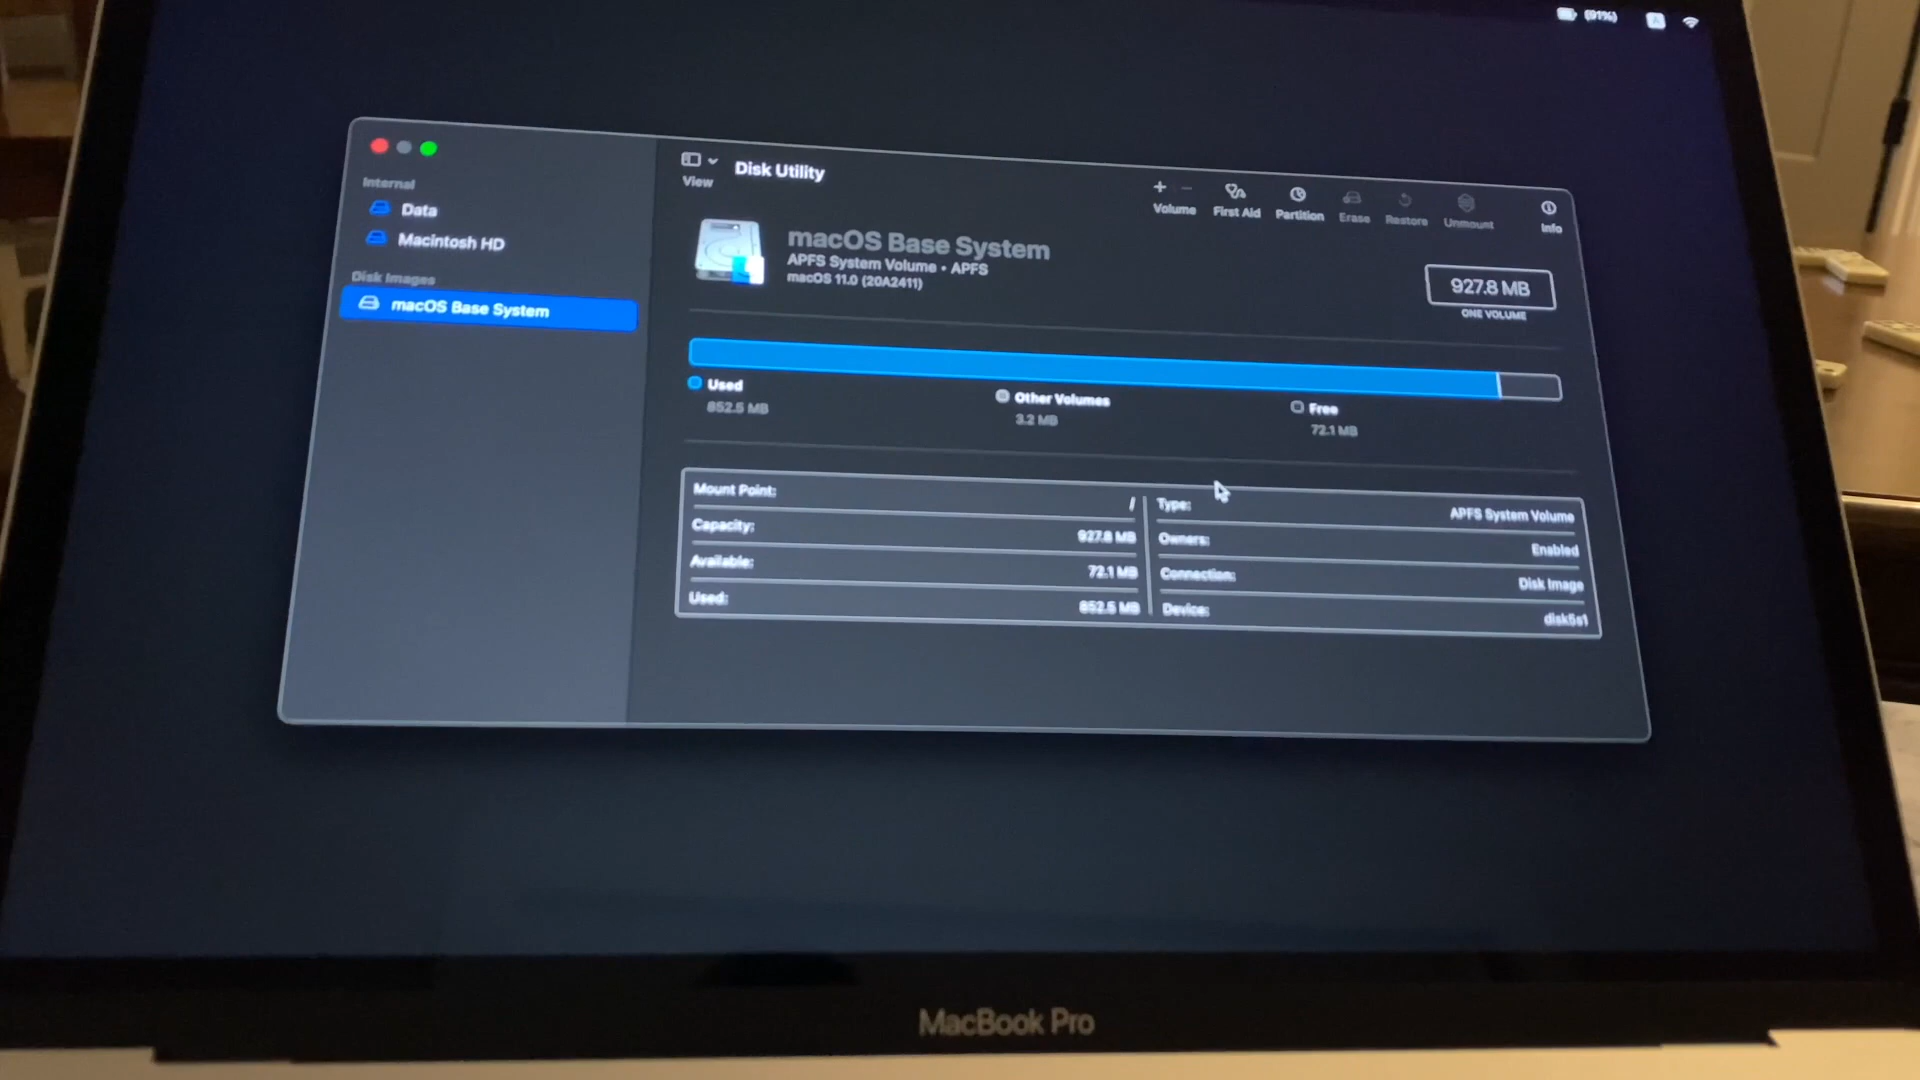 (91%)
A
Internal
Data
Macintosh HD
Disk Images
macOS Base System
View
Disk Utility
Volume
First Aid
Partition
Erase
Restore
Unmount
Info
macOS Base System
APFS System Volume • APFS
macOS 11.0 (20A2411)
927.8 MB
ONE VOLUME
Used
852.5 MB
Other Volumes
3.2 MB
Free
72.1 MB
Mount Point: /
Capacity: 927.8 MB
Available: 72.1 MB
Used: 852.5 MB
Type: APFS System Volume
Owners: Enabled
Connection: Disk Image
Device: disk5s1
MacBook Pro